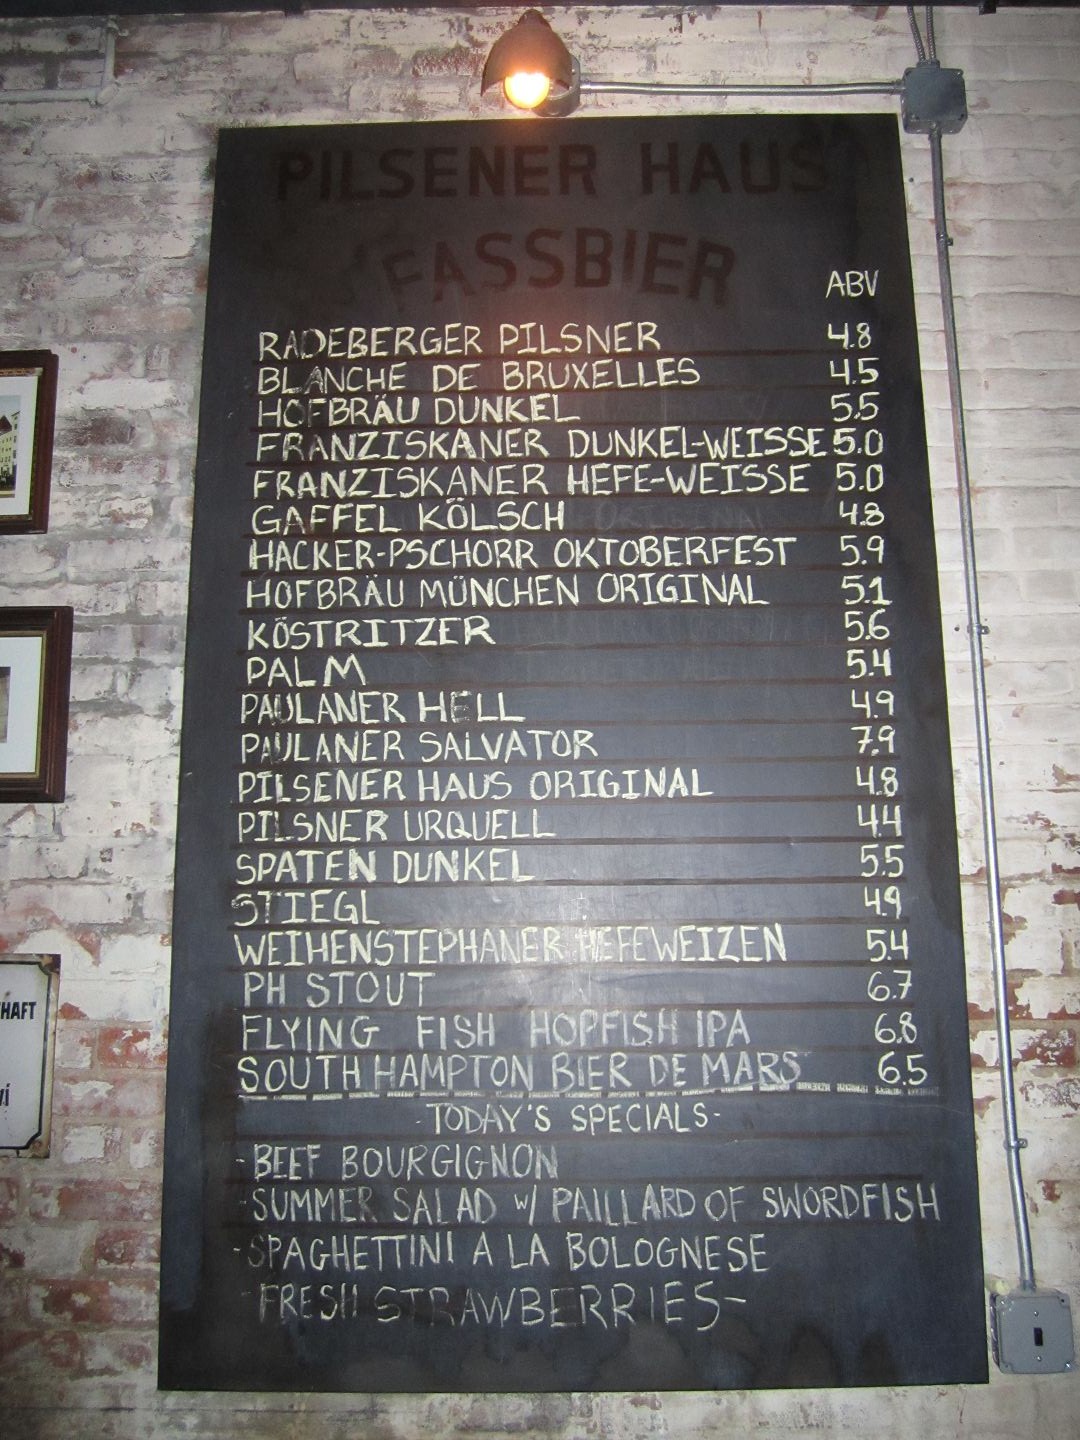 PILSENER HAUS
FASSBIER
ABV
RADEBERGER PILSNER 4.8
BLANCHE DE BRUXELLES 4.5
HOFBRÄU DUNKEL 5.5
FRANZISKANER DUNKEL-WEISSE 5.0
FRANZISKANER HEFE-WEISSE 5.0
GAFFEL KÖLSCH 4.8
HACKER-PSCHORR OKTOBERFEST 5.9
HOFBRÄU MÜNCHEN ORIGINAL 5.1
KÖSTRITZER 5.6
PALM 5.4
PAULANER HELL 4.9
PAULANER SALVATOR 7.9
PILSENER HAUS ORIGINAL 4.8
PILSNER URQUELL 4.4
SPATEN DUNKEL 5.5
STIEGL 4.9
WEIHENSTEPHANER HEFEWEIZEN 5.4
PH STOUT 6.7
FLYING FISH HOPFISH IPA 6.8
SOUTH HAMPTON BIER DE MARS 6.5
-TODAY'S SPECIALS-
-BEEF BOURGIGNON
-SUMMER SALAD W/ PAILLARD OF SWORDFISH
-SPAGHETTINI A LA BOLOGNESE
-FRESH STRAWBERRIES-